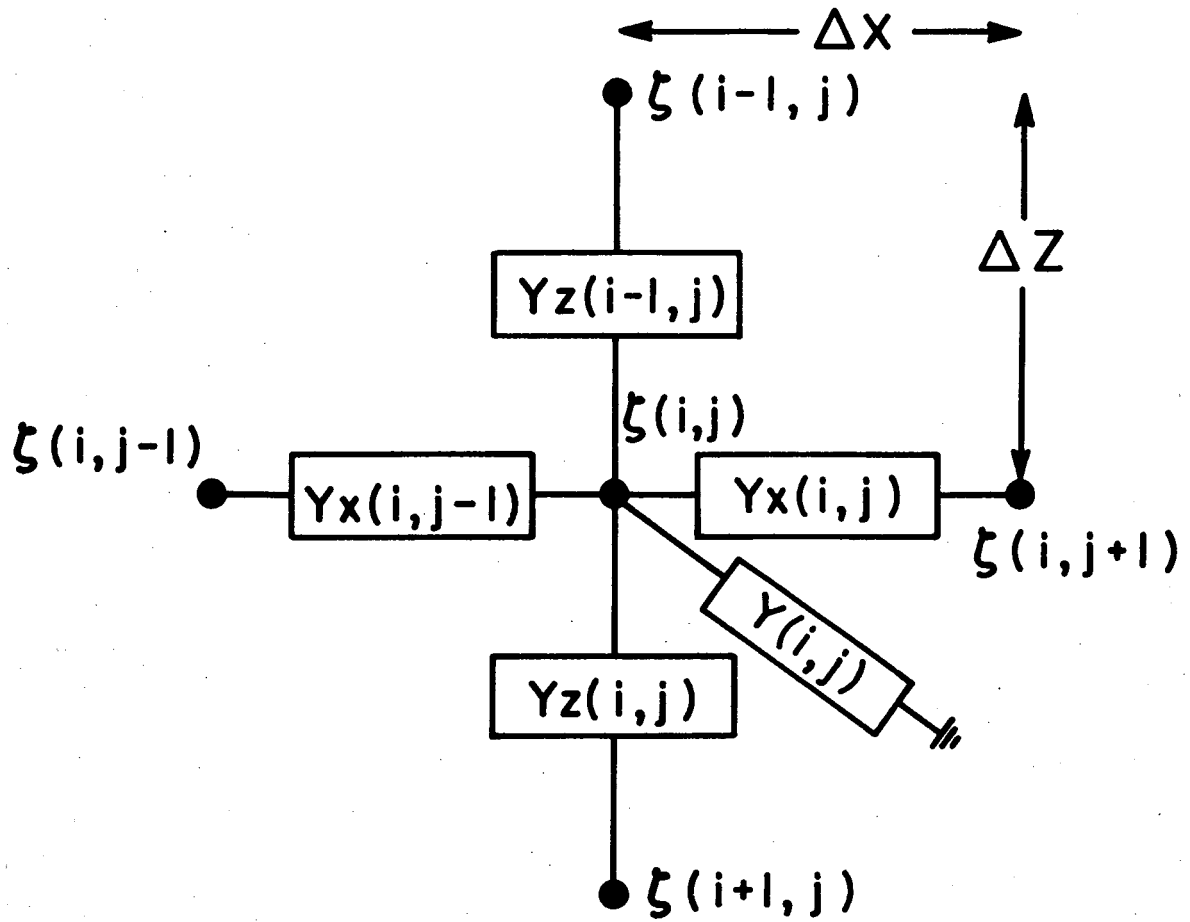 ΔX
ζ(i-1, j)
ΔZ
Yz(i-1, j)
ζ(i,j)
ζ(i, j-1)
Yx(i, j-1)
Yx(i, j)
ζ(i, j+1)
Y(i,j)
Yz(i,j)
ζ(i+1, j)